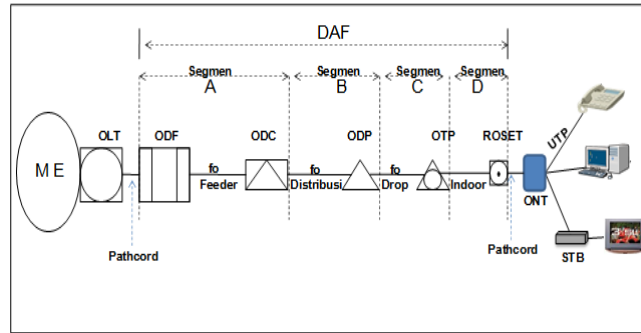 DAF
Segmen Segmen Segmen Segmen
A B C D
OLT ODF ODC ODP OTP ROSET
M E
fo fo fo
Feeder Distribusi Drop Indoor
UTP
ONT
Pathcord Pathcord
STB